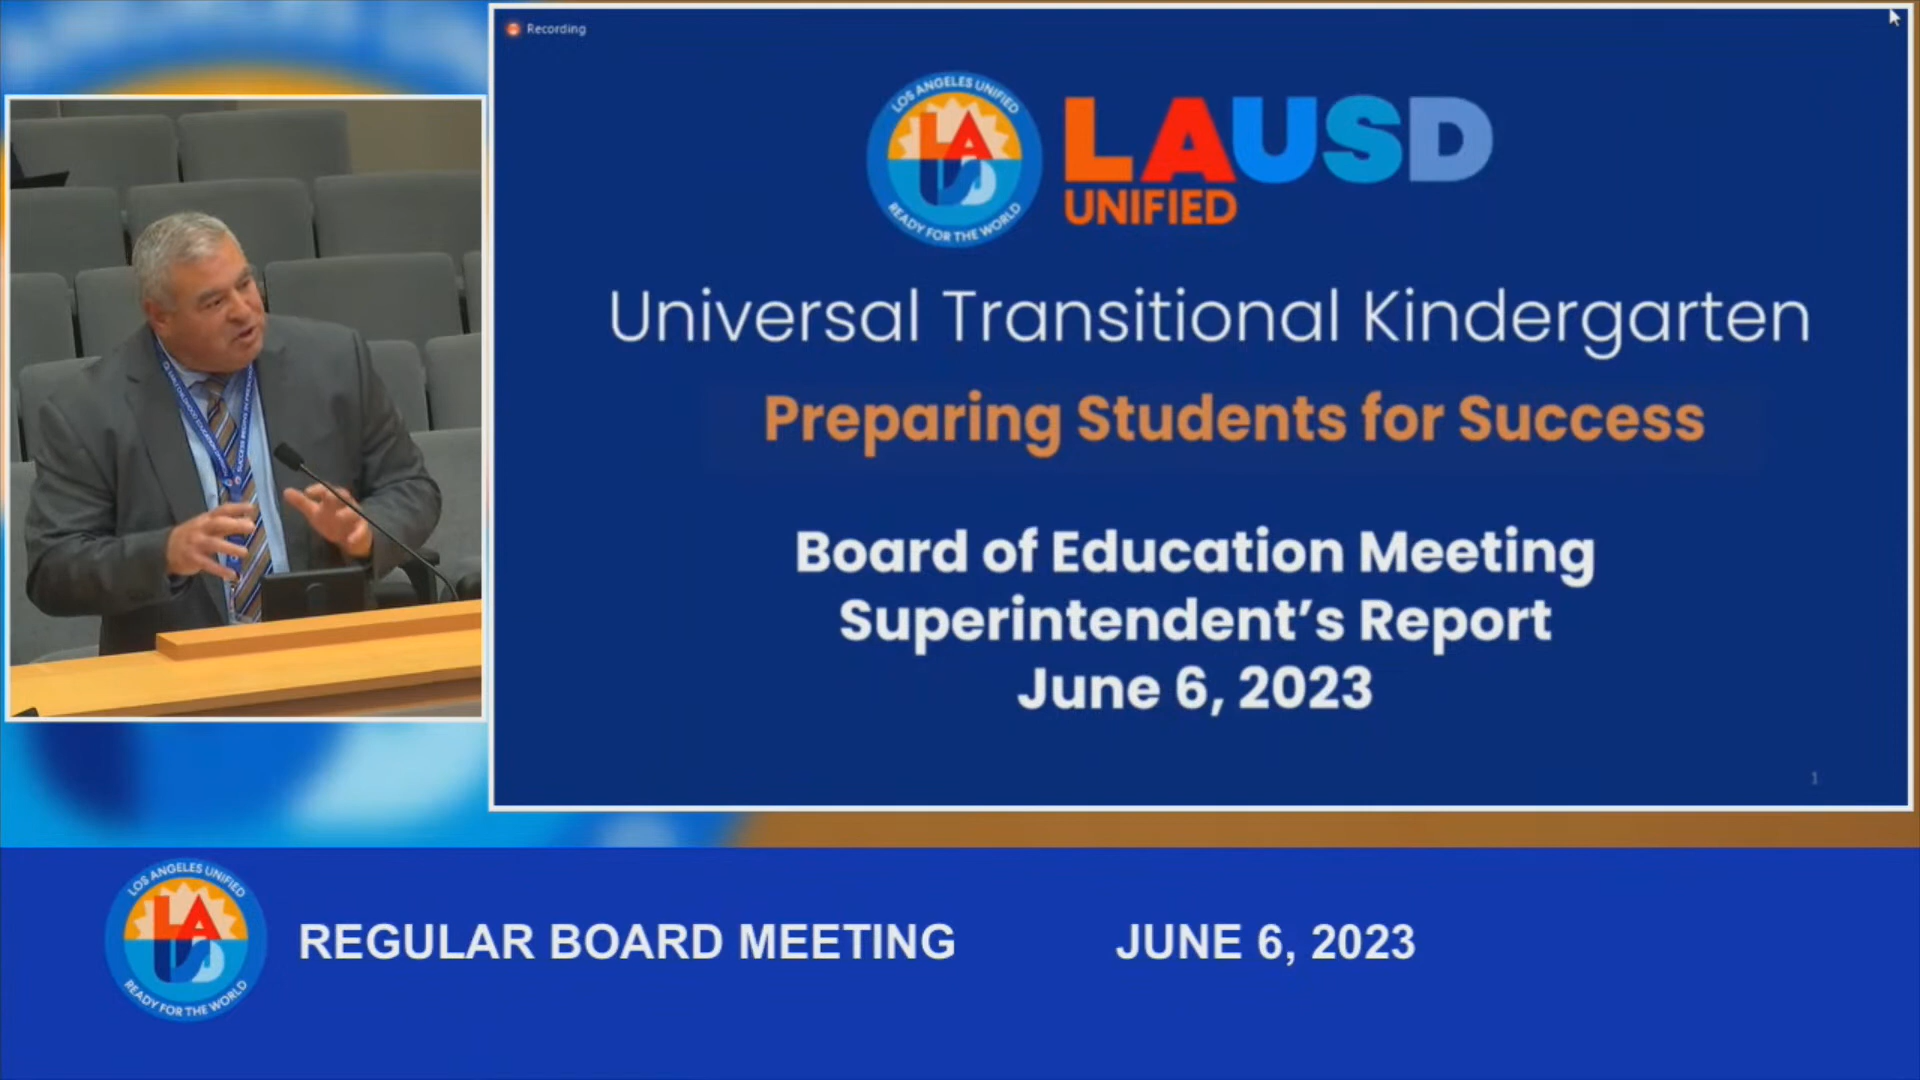 Recording
LOS ANGELES UNIFIED
LAUSD
READY FOR THE WORLD
LAUSD
UNIFIED
Universal Transitional Kindergarten
Preparing Students for Success
Board of Education Meeting
Superintendent’s Report
June 6, 2023
1
LOS ANGELES UNIFIED
LAUSD
READY FOR THE WORLD
REGULAR BOARD MEETING JUNE 6, 2023